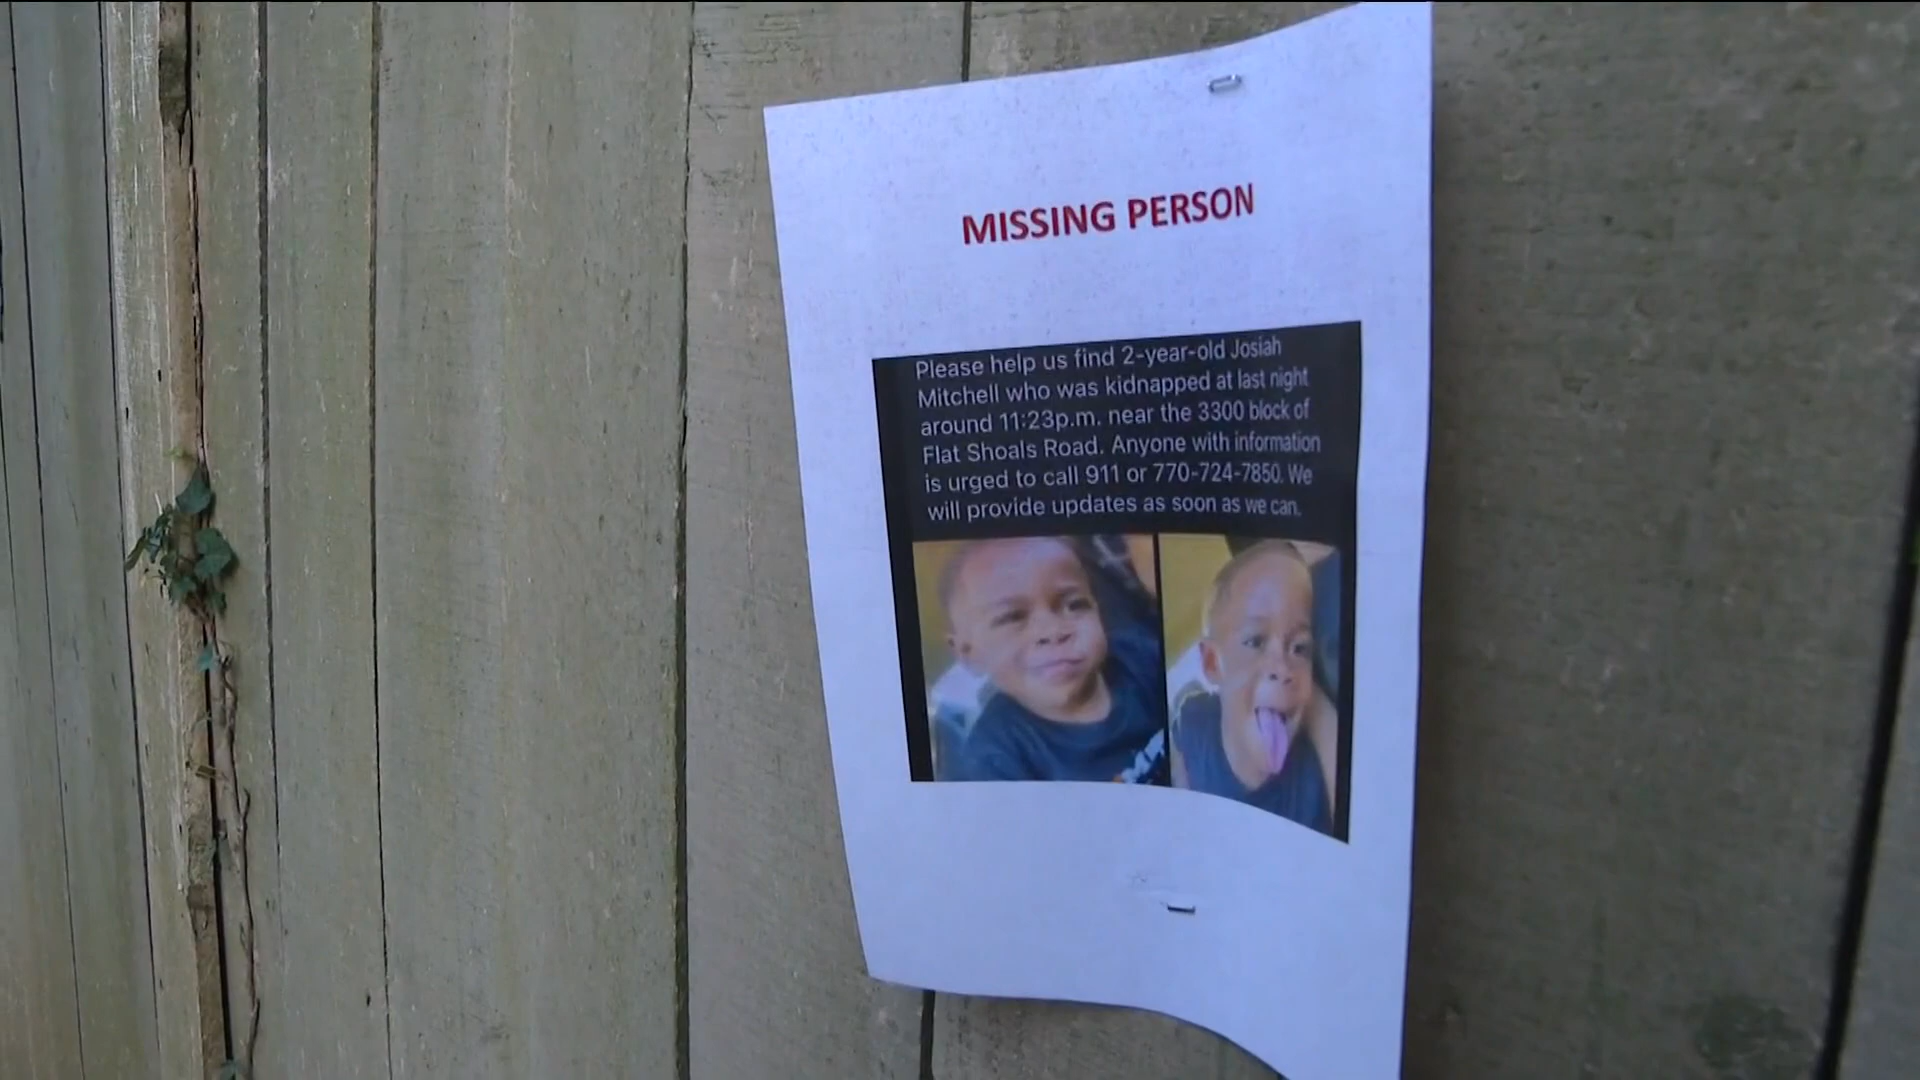 MISSING PERSON
Please help us find 2-year-old Josiah
Mitchell who was kidnapped at last night
around 11:23p.m. near the 3300 block of
Flat Shoals Road. Anyone with information
is urged to call 911 or 770-724-7850. We
will provide updates as soon as we can.